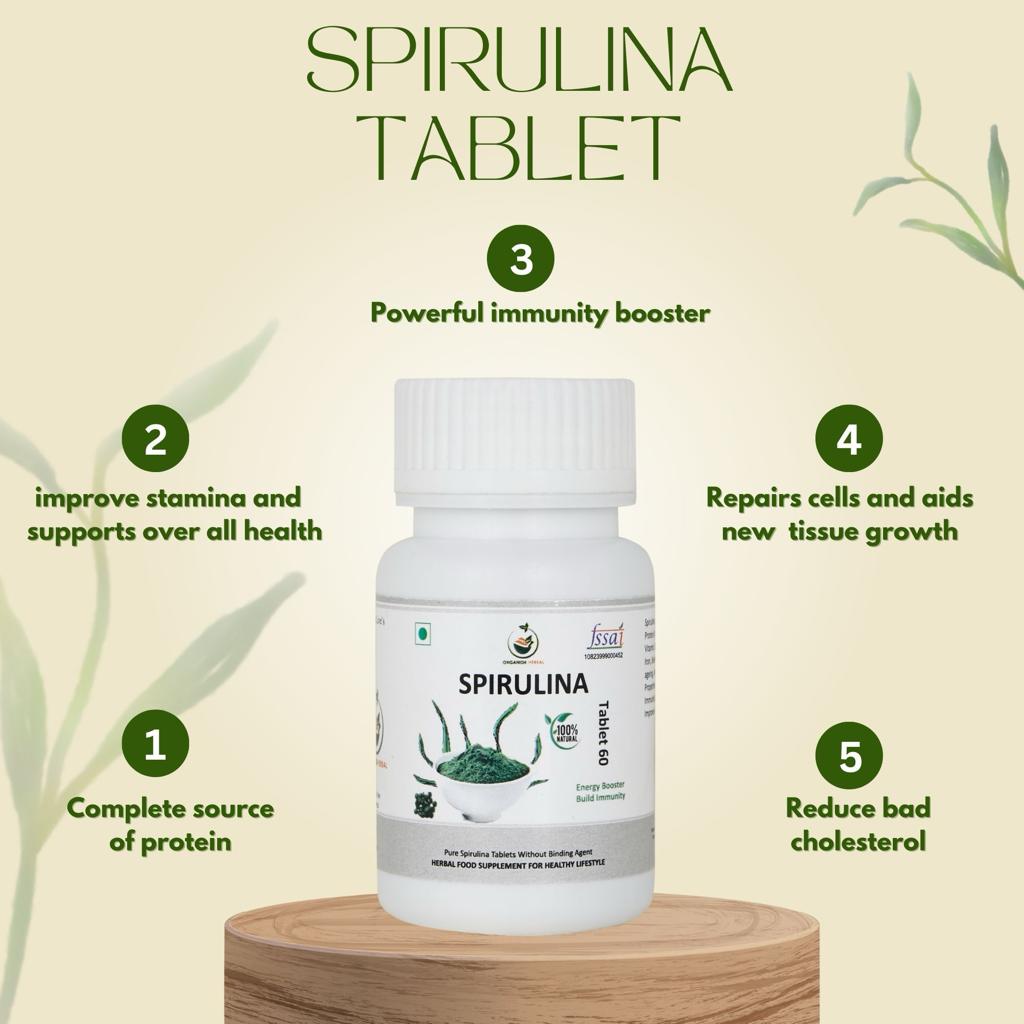 SPIRULINA
TABLET
3
Powerful immunity booster
2
improve stamina and
supports over all health
4
Repairs cells and aids
new tissue growth
1
Complete source
of protein
5
Reduce bad
cholesterol
ORGANIGH HERBAL
fssai
10823999000452
SPIRULINA
Tablet 60
100%
NATURAL
Energy Booster
Build Immunity
Pure Spirulina Tablets Without Binding Agent
HERBAL FOOD SUPPLEMENT FOR HEALTHY LIFESTYLE